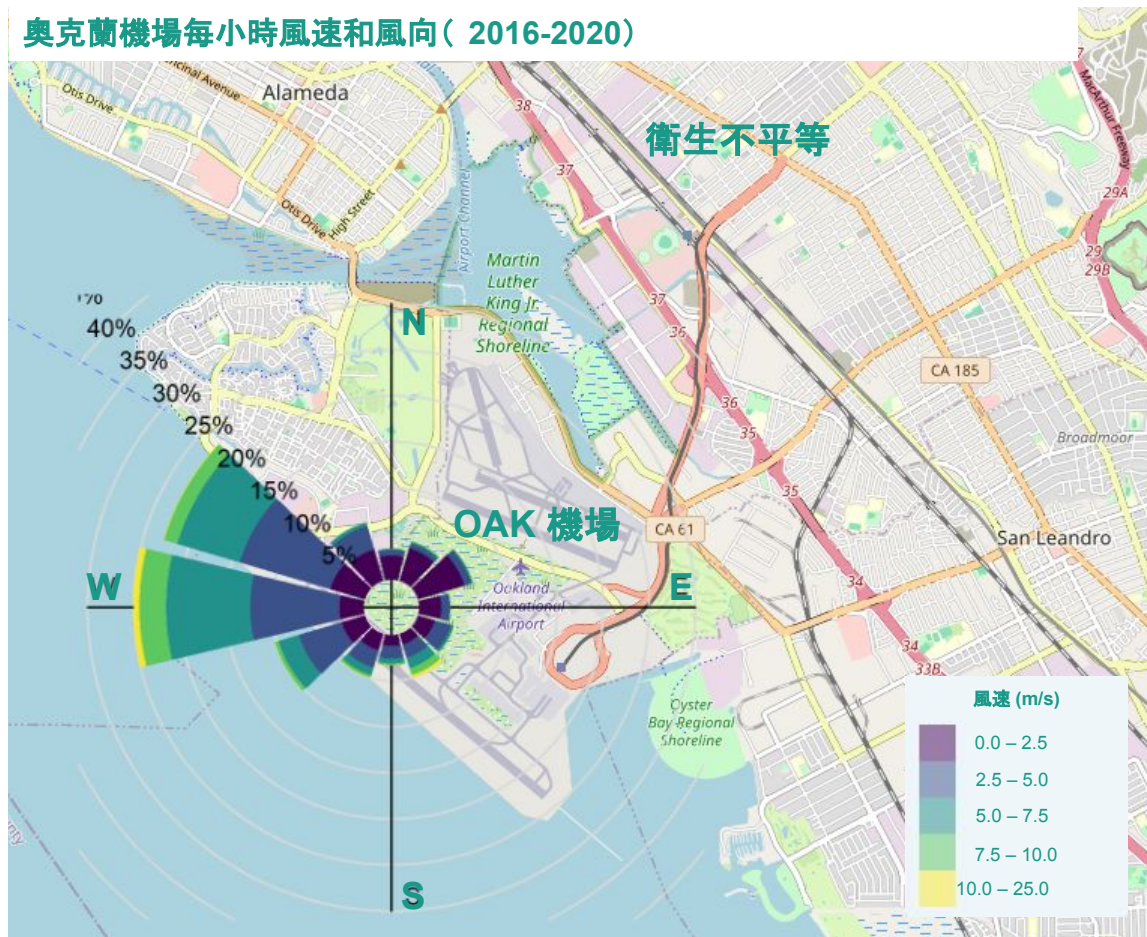 奧克蘭機場每小時風速和風向( 2016-2020)
Otis Drive
Alameda
38
MacArthur Freeway
衛生不平等
37
29A
Otis Drive
High Street
Airport Channel
Martin
Luther
King Jr.
Regional
Shoreline
29
29B
37
40%
N
36
35%
CA 185
30%
36
25%
35
Broadmoor
20%
15%
35
10%
OAK 機場
CA 61
San Leandro
5%
W
E
Oakland
International
Airport
34
34
33B
Oyster
Bay Regional
Shoreline
風速 (m/s)
0.0 – 2.5
2.5 – 5.0
5.0 – 7.5
7.5 – 10.0
10.0 – 25.0
S